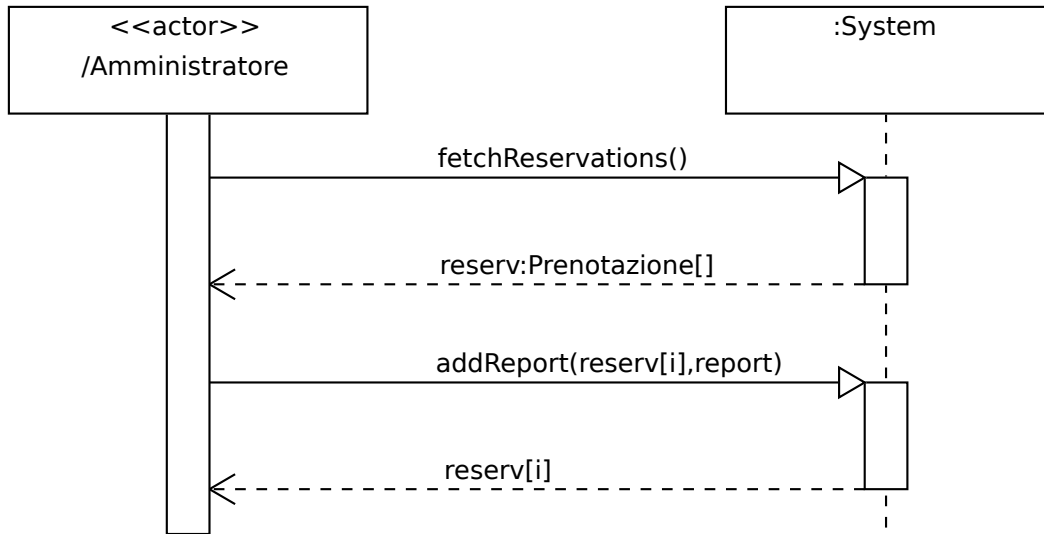 <<actor>>
/Amministratore
:System
fetchReservations()
reserv:Prenotazione[]
addReport(reserv[i],report)
reserv[i]